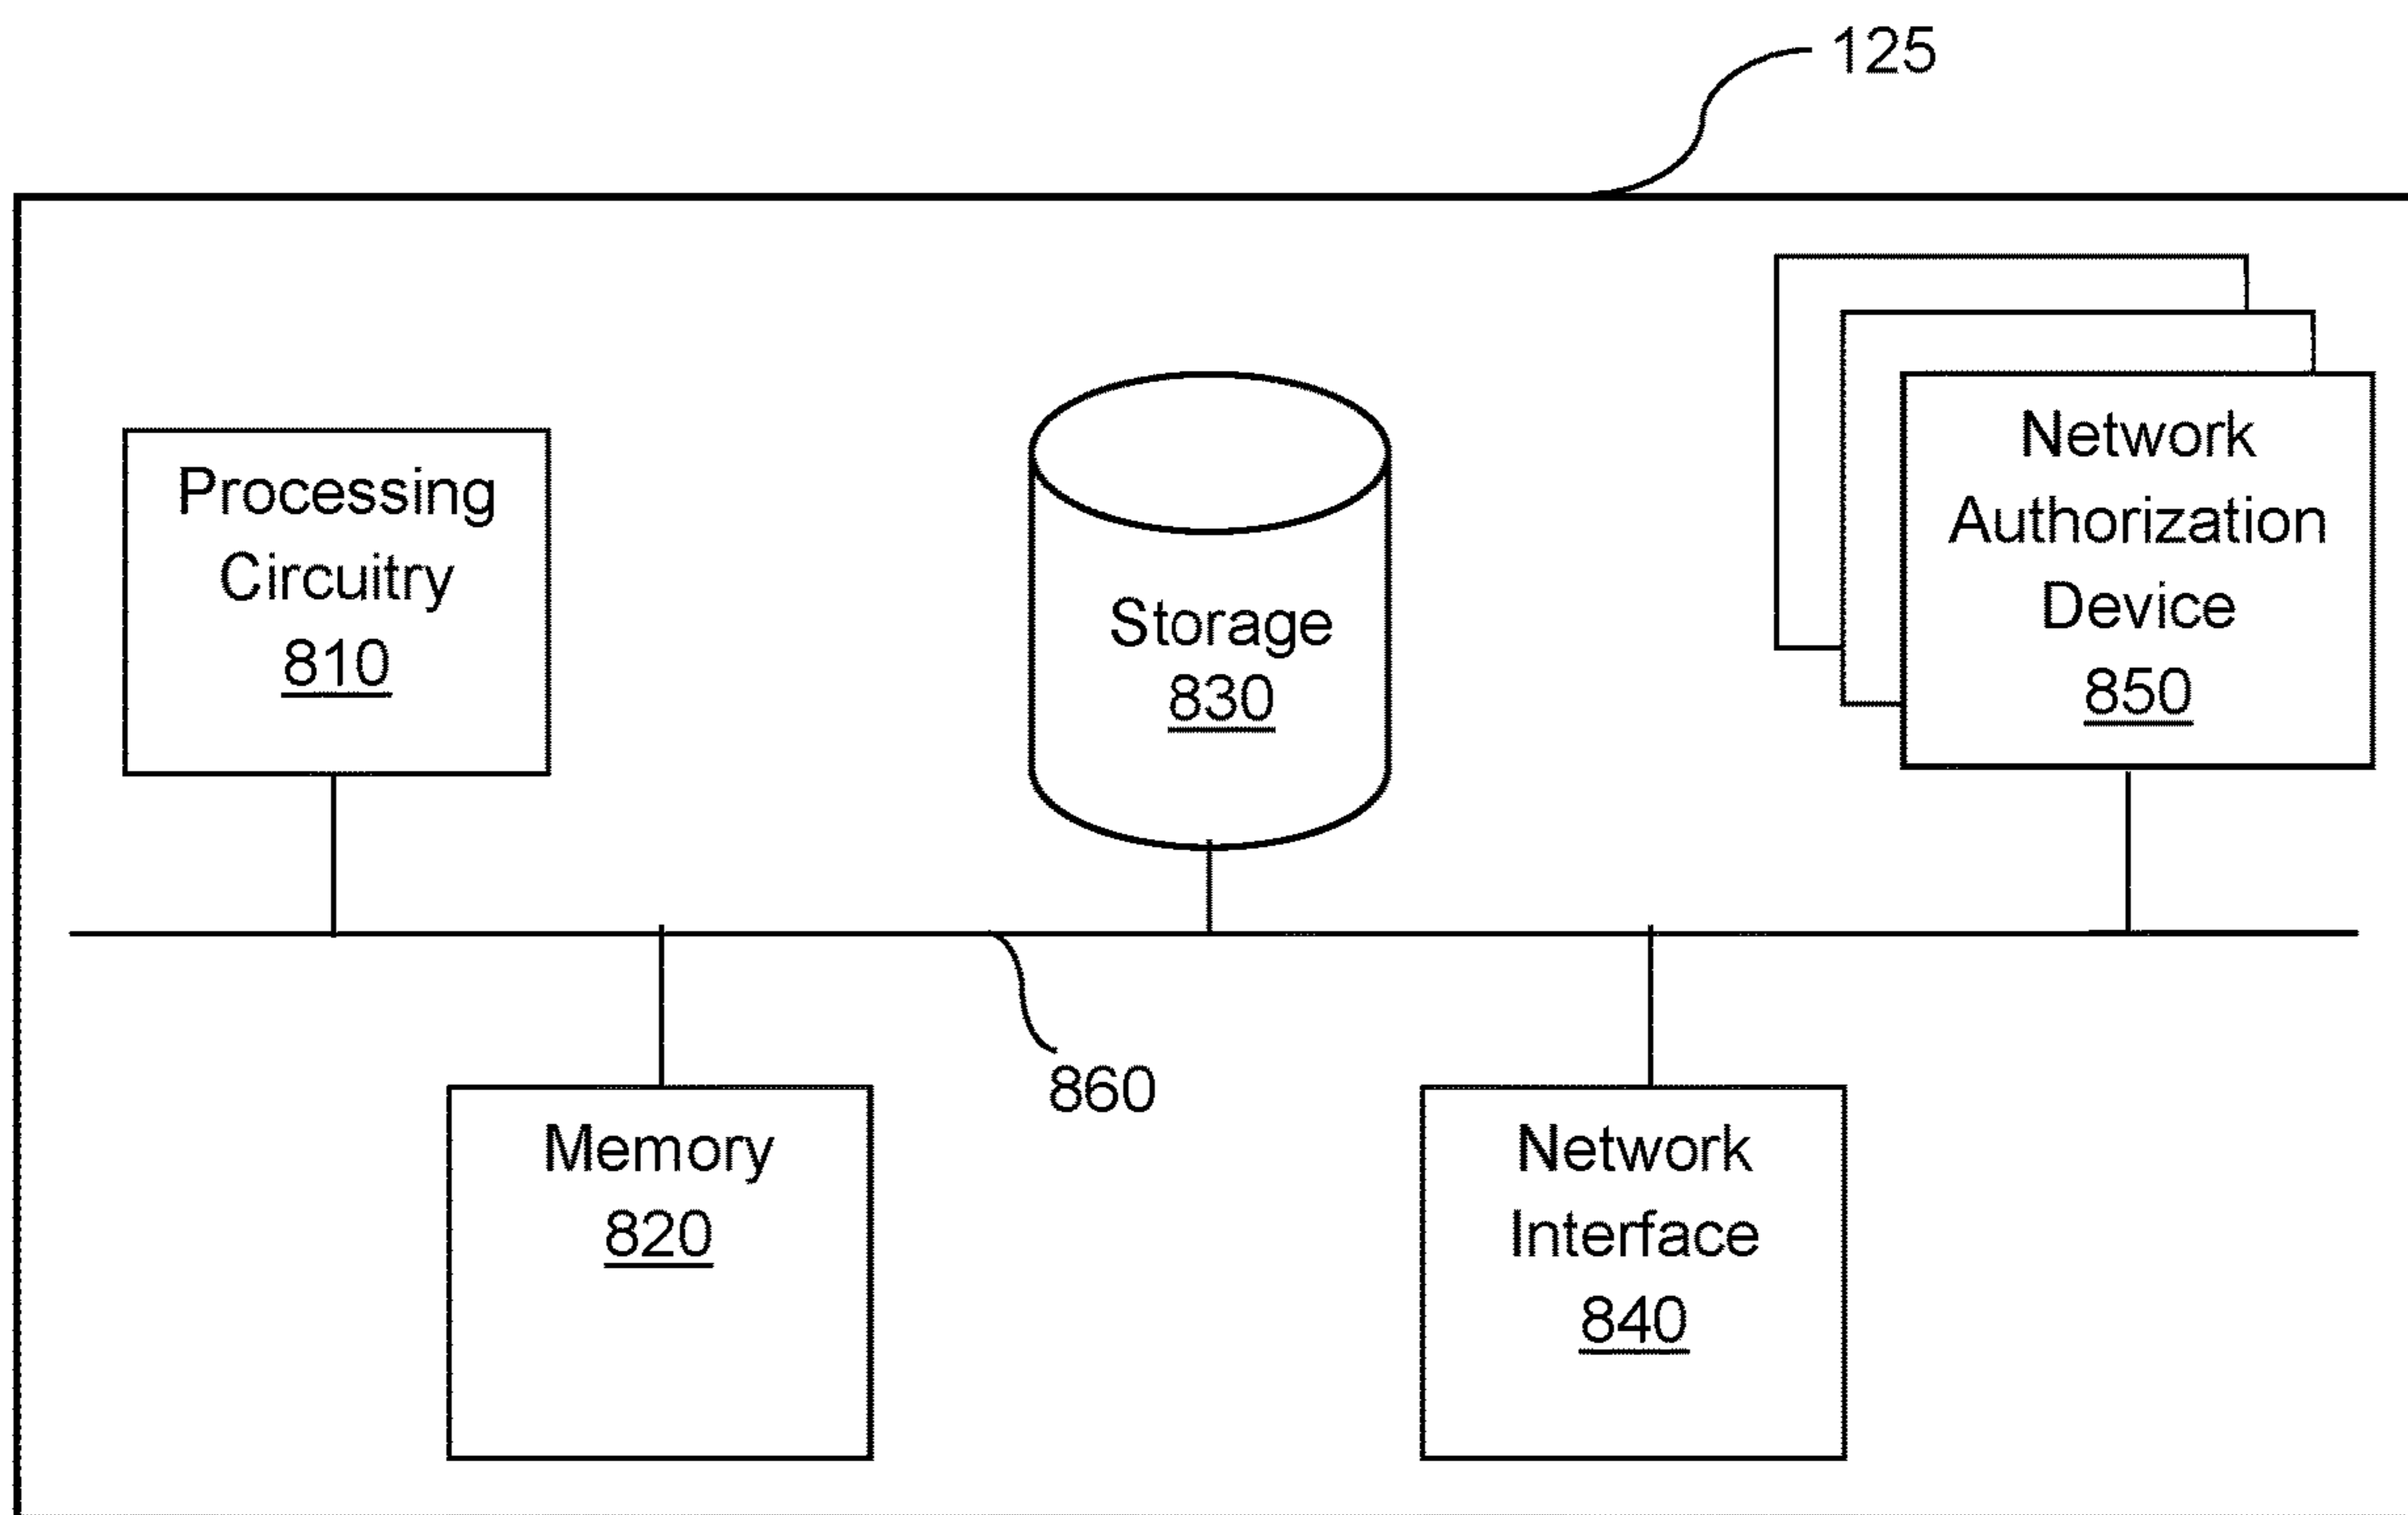 125
Processing
Circuitry
810
Storage
830
Network
Authorization
Device
850
860
Memory
820
Network
Interface
840